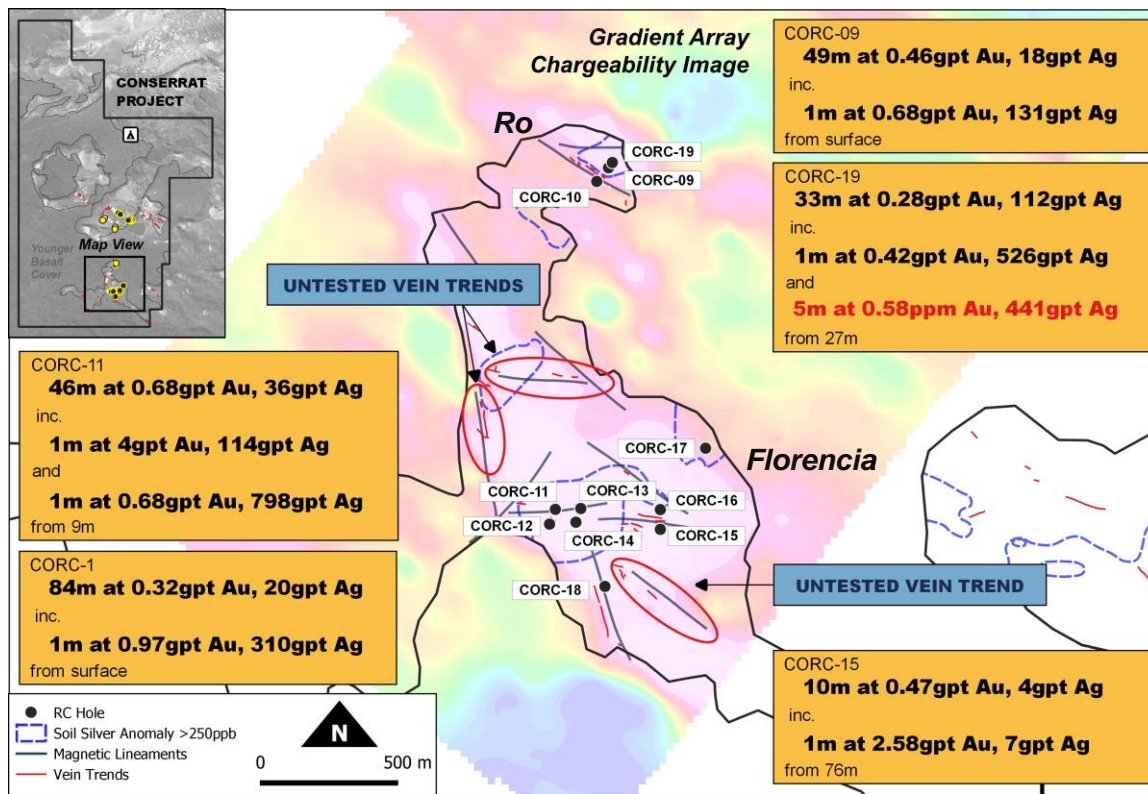 CONSERRAT
PROJECT
Younger
Basalt
Cover
Map View
Gradient Array
Chargeability Image
Ro
CORC-19
CORC-09
CORC-10
CORC-09
49m at 0.46gpt Au, 18gpt Ag
inc.
1m at 0.68gpt Au, 131gpt Ag
from surface
CORC-19
33m at 0.28gpt Au, 112gpt Ag
inc.
1m at 0.42gpt Au, 526gpt Ag
and
5m at 0.58ppm Au, 441gpt Ag
from 27m
UNTESTED VEIN TRENDS
CORC-11
46m at 0.68gpt Au, 36gpt Ag
inc.
1m at 4gpt Au, 114gpt Ag
and
1m at 0.68gpt Ag, 798gpt Ag
from 9m
CORC-1
84m at 0.32gpt Au, 20gpt Ag
inc.
1m at 0.97gpt Au, 310gpt Ag
from surface
CORC-17
Florencia
CORC-11
CORC-13
CORC-16
CORC-12
CORC-14
CORC-15
CORC-18
UNTESTED VEIN TREND
CORC-15
10m at 0.47gpt Au, 4gpt Ag
inc.
1m at 2.58gpt Au, 7gpt Ag
from 76m
RC Hole
Soil Silver Anomaly >250ppb
Magnetic Lineaments
Vein Trends
N
0 500 m